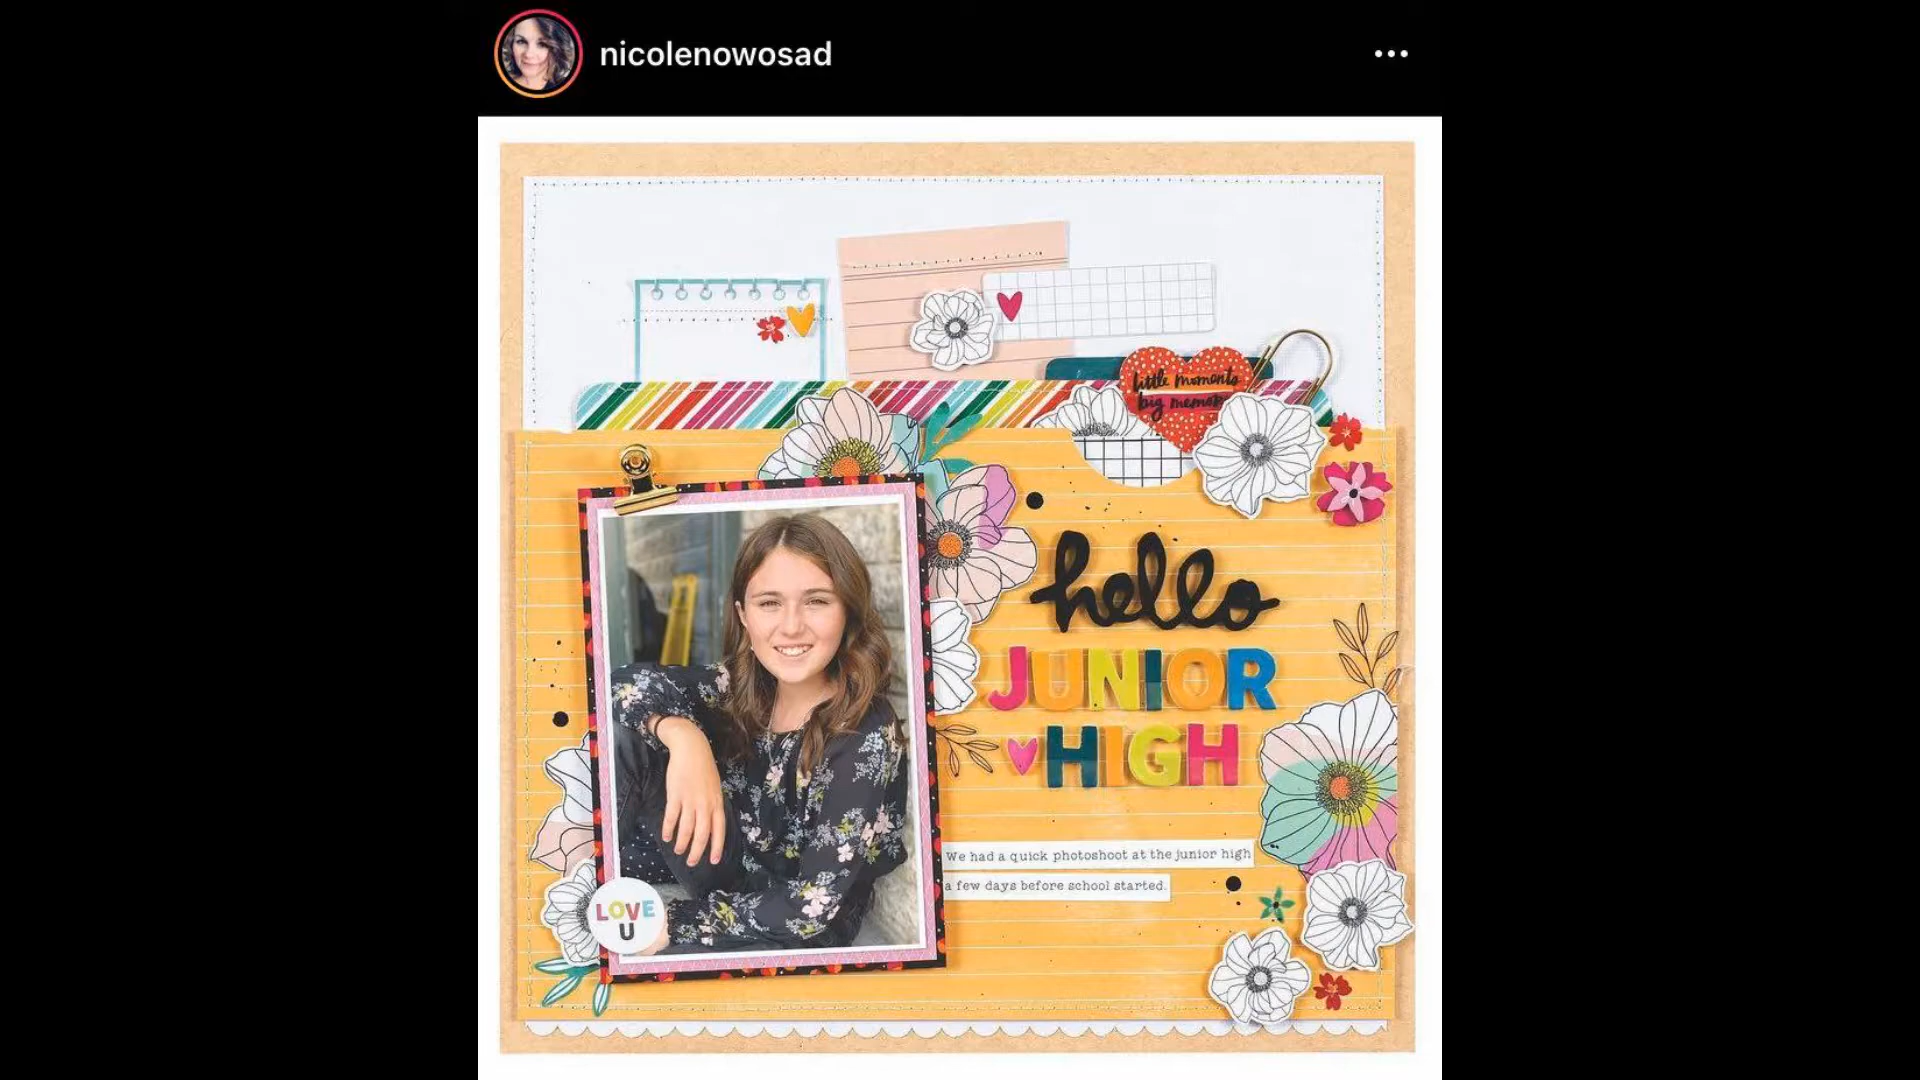 nicolenowosad
little moments
big
hello
JUNIOR
HIGH
We had a quick photoshoot at the junior high
a few days before school started.
LOVE
U